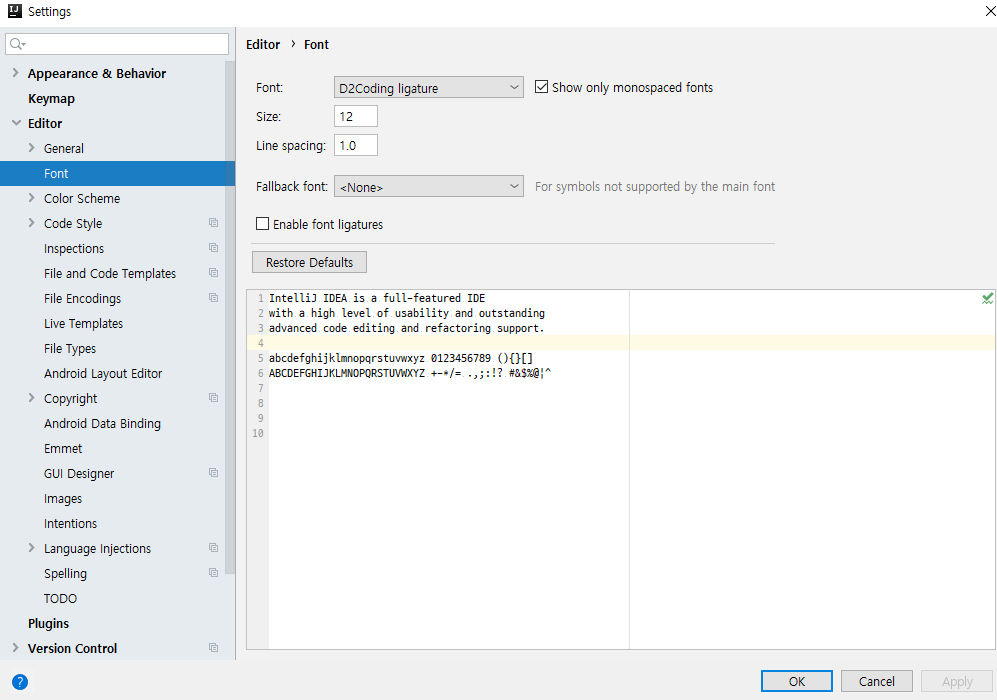 Settings
Appearance & Behavior
Keymap
Editor
General
Font
Color Scheme
Code Style
Inspections
File and Code Templates
File Encodings
Live Templates
File Types
Android Layout Editor
Copyright
Android Data Binding
Emmet
GUI Designer
Images
Intentions
Language Injections
Spelling
TODO
Plugins
Version Control
Editor › Font
Font: D2Coding ligature Show only monospaced fonts
Size: 12
Line spacing: 1.0
Fallback font: <None> For symbols not supported by the main font
Enable font ligatures
Restore Defaults
1 IntelliJ IDEA is a full-featured IDE
2 with a high level of usability and outstanding
3 advanced code editing and refactoring support.
4
5 abcdefghijklmnopqrstuvwxyz 0123456789 (){}[]
6 ABCDEFGHIJKLMNOPQRSTUVWXYZ +-*/= .,;:!? #&$%@|^
7
8
9
10
? OK Cancel Apply